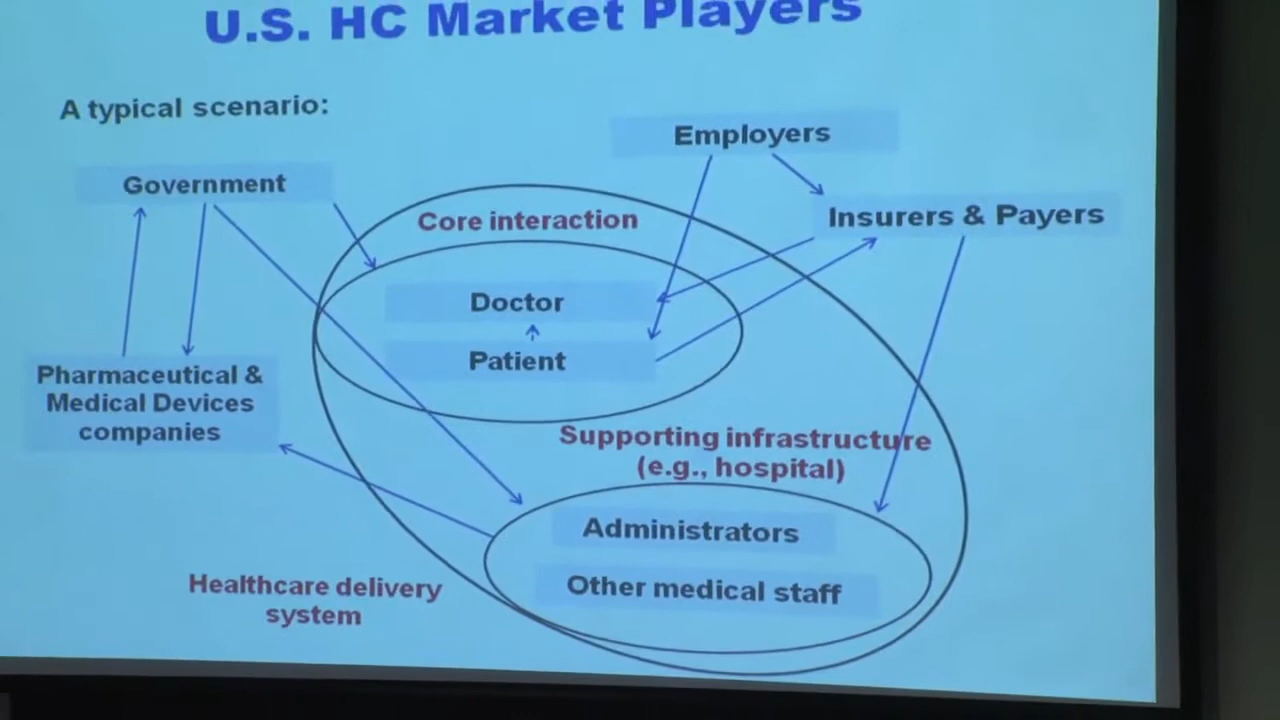 U.S. HC Market Players
A typical scenario:
Employers
Government
Insurers & Payers
Core interaction
Doctor
Patient
Pharmaceutical &
Medical Devices
companies
Supporting infrastructure
(e.g., hospital)
Administrators
Other medical staff
Healthcare delivery
system